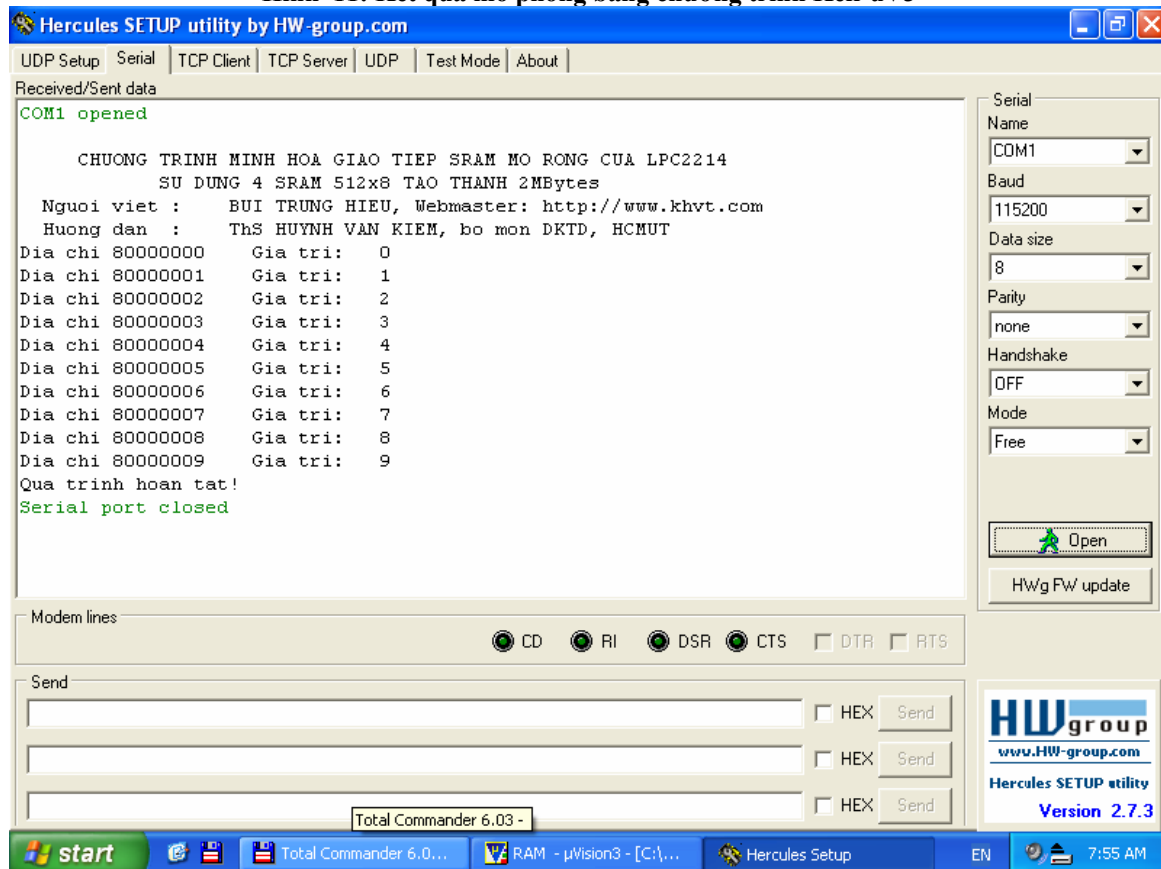 Hercules SETUP utility by HW-group.com
UDP Setup Serial TCP Client TCP Server UDP Test Mode About
Received/Sent data
COM1 opened
CHUONG TRINH MINH HOA GIAO TIEP SRAM MO RONG CUA LPC2214
SU DUNG 4 SRAM 512x8 TAO THANH 2MBytes
Nguoi viet : BUI TRUNG HIEU, Webmaster: http://www.khvt.com
Huong dan : ThS HUYNH VAN KIEM, bo mon DKTD, HCMUT
Dia chi 80000000 Gia tri: 0
Dia chi 80000001 Gia tri: 1
Dia chi 80000002 Gia tri: 2
Dia chi 80000003 Gia tri: 3
Dia chi 80000004 Gia tri: 4
Dia chi 80000005 Gia tri: 5
Dia chi 80000006 Gia tri: 6
Dia chi 80000007 Gia tri: 7
Dia chi 80000008 Gia tri: 8
Dia chi 80000009 Gia tri: 9
Qua trinh hoan tat!
Serial port closed
Serial
Name
COM1
Baud
115200
Data size
8
Parity
none
Handshake
OFF
Mode
Free
Open
HWg FW update
Modem lines
CD RI DSR CTS DTR RTS
Send
HEX Send
HEX Send
HEX Send
HW group
www.HW-group.com
Hercules SETUP utility
Version 2.7.3
Total Commander 6.03 -
start Total Commander 6.0... RAM - µVision3 - [C:\... Hercules Setup EN 7:55 AM